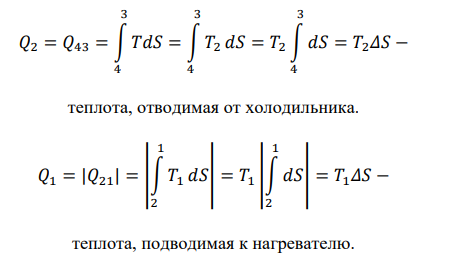 Q₂ = Q₄₃ = ∫₄³ TdS = ∫₄³ T₂ dS = T₂ ∫₄³ dS = T₂ΔS −
теплота, отводимая от холодильника.
Q₁ = |Q₂₁| = |∫₂¹ T₁ dS| = T₁ |∫₂¹ dS| = T₁ΔS −
теплота, подводимая к нагревателю.